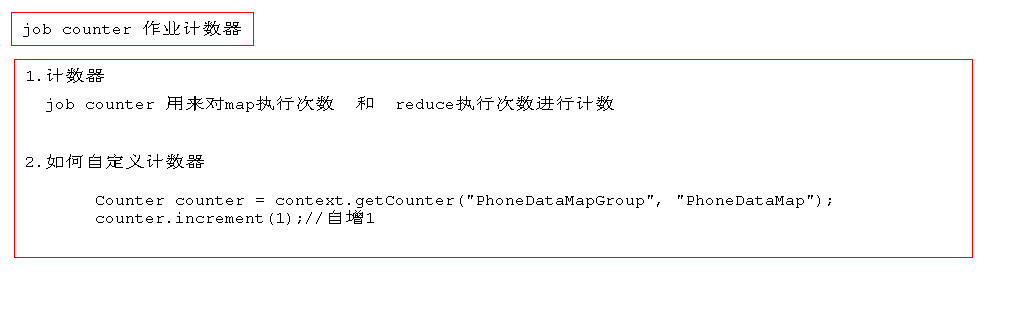 job counter 作业计数器
1.计数器
job counter 用来对map执行次数 和 reduce执行次数进行计数
2.如何自定义计数器
Counter counter = context.getCounter("PhoneDataMapGroup", "PhoneDataMap");
counter.increment(1);//自增1